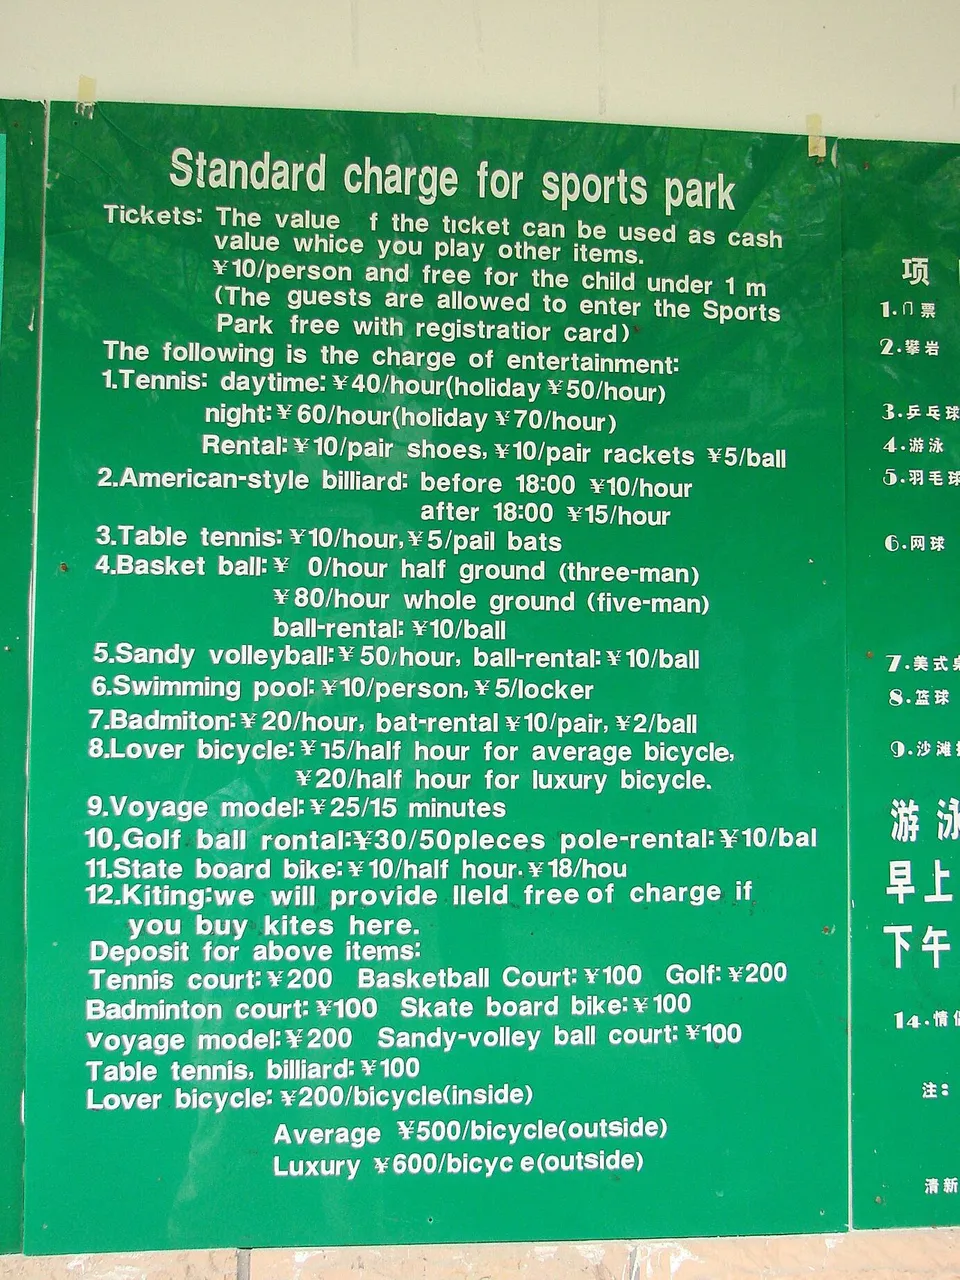 Standard charge for sports park
Tickets: The value f the ticket can be used as cash
value whice you play other items.
¥10/person and free for the child under 1 m
(The guests are allowed to enter the Sports
Park free with registratior card)
The following is the charge of entertainment:
1.Tennis: daytime:¥40/hour(holiday ¥50/hour)
night:¥60/hour(holiday ¥70/hour)
Rental:¥10/pair shoes,¥10/pair rackets ¥5/ball
2.American-style billiard: before 18:00 ¥10/hour
after 18:00 ¥15/hour
3.Table tennis:¥10/hour,¥5/pail bats
4.Basket ball:¥ 0/hour half ground (three-man)
¥80/hour whole ground (five-man)
ball-rental:¥10/ball
5.Sandy volleyball:¥50/hour, ball-rental:¥10/ball
6.Swimming pool:¥10/person,¥5/locker
7.Badmiton:¥20/hour, bat-rental ¥10/pair,¥2/ball
8.Lover bicycle:¥15/half hour for average bicycle,
¥20/half hour for luxury bicycle.
9.Voyage model:¥25/15 minutes
10,Golf ball rontal:¥30/50pleces pole-rental:¥10/bal
11.State board bike:¥10/half hour.¥18/hou
12.Kiting:we will provide lleld free of charge if
you buy kites here.
Deposit for above items:
Tennis court:¥200 Basketball Court:¥100 Golf:¥200
Badminton court:¥100 Skate board bike:¥100
voyage model:¥200 Sandy-volley ball court:¥100
Table tennis, billiard:¥100
Lover bicycle:¥200/bicycle(inside)
Average ¥500/bicycle(outside)
Luxury ¥600/bicyc e(outside)
项
1.门票
2.攀岩
3.乒乓球
4.游泳
5.羽毛球
6.网球
7.美式
8.篮球
9.沙滩
游泳
早上
下午
14.情侣
注:
清新